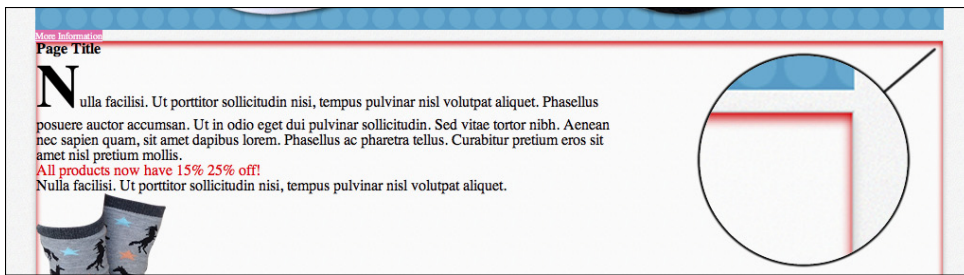 More Information
Page Title
Nulla facilisi. Ut porttitor sollicitudin nisi, tempus pulvinar nisl volutpat aliquet. Phasellus
posuere auctor accumsan. Ut in odio eget dui pulvinar sollicitudin. Sed vitae tortor nibh. Aenean
nec sapien quam, sit amet dapibus lorem. Phasellus ac pharetra tellus. Curabitur pretium eros sit
amet nisl pretium mollis.
All products now have 15% 25% off!
Nulla facilisi. Ut porttitor sollicitudin nisi, tempus pulvinar nisl volutpat aliquet.